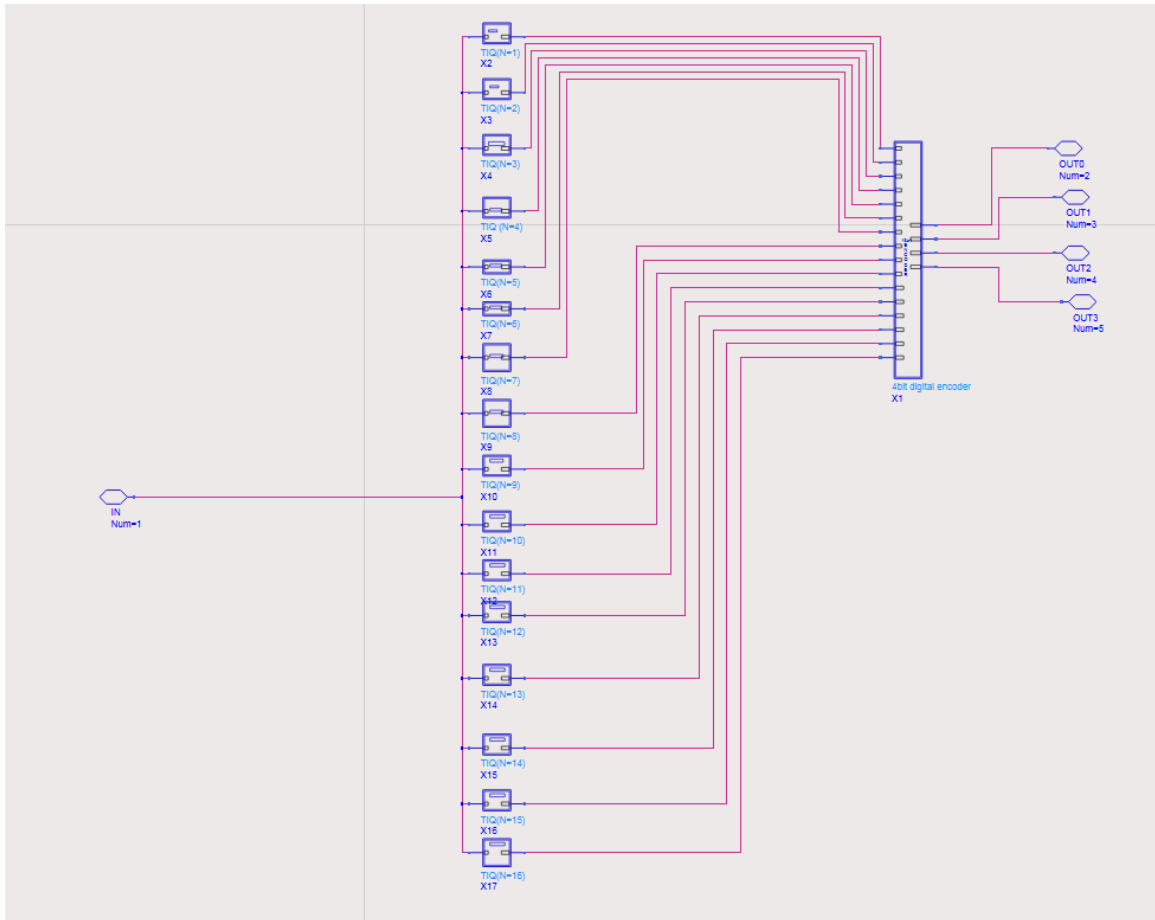 TIQ(N=1)
X2
TIQ(N=2)
X3
TIQ(N=3)
X4
TIQ (N=4)
X5
TIQ(N=5)
X6
TIQ(N=6)
X7
TIQ(N=7)
X8
TIQ(N=8)
X9
TIQ(N=9)
X10
TIQ(N=10)
X11
TIQ(N=11)
X12
TIQ(N=12)
X13
TIQ(N=13)
X14
TIQ(N=14)
X15
TIQ(N=15)
X16
TIQ(N=16)
X17
IN
Num=1
4bit digital encoder
X1
OUT0
Num=2
OUT1
Num=3
OUT2
Num=4
OUT3
Num=5